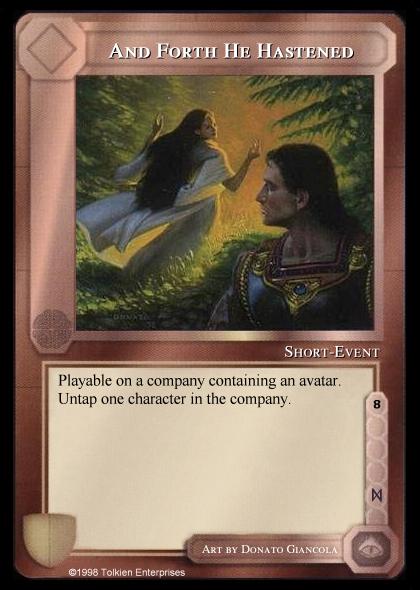 And Forth He Hastened
DONATO
Short-Event
Playable on a company containing an avatar.
Untap one character in the company.
8
Art by Donato Giancola
©1998 Tolkien Enterprises